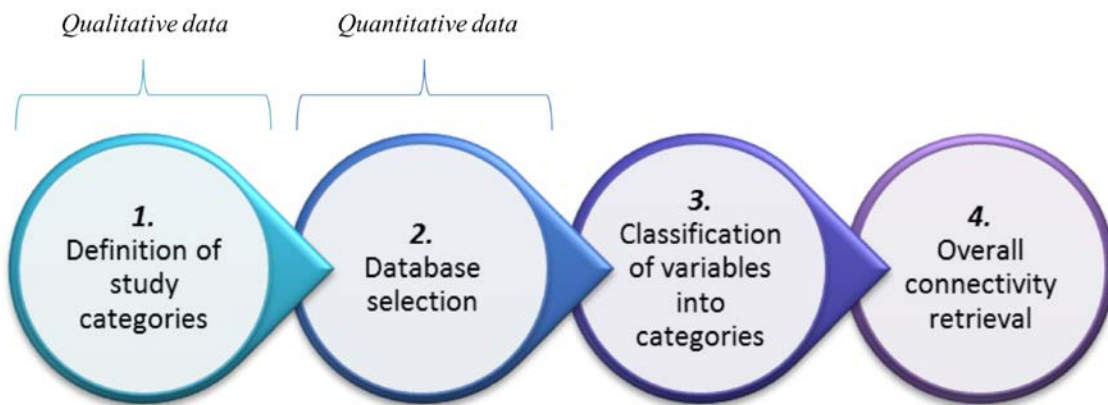 Qualitative data
Quantitative data
1.
Definition of
study
categories
2.
Database
selection
3.
Classification
of variables
into
categories
4.
Overall
connectivity
retrieval